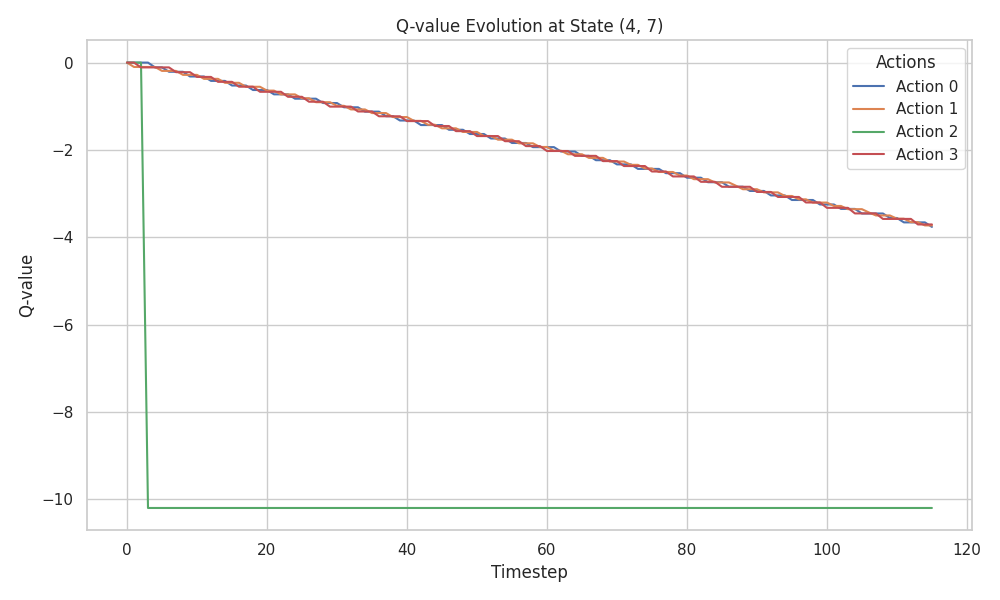 Q-value Evolution at State (4, 7)
Actions
Action 0
Action 1
Action 2
Action 3
Q-value
0
−2
−4
−6
−8
−10
0 20 40 60 80 100 120
Timestep